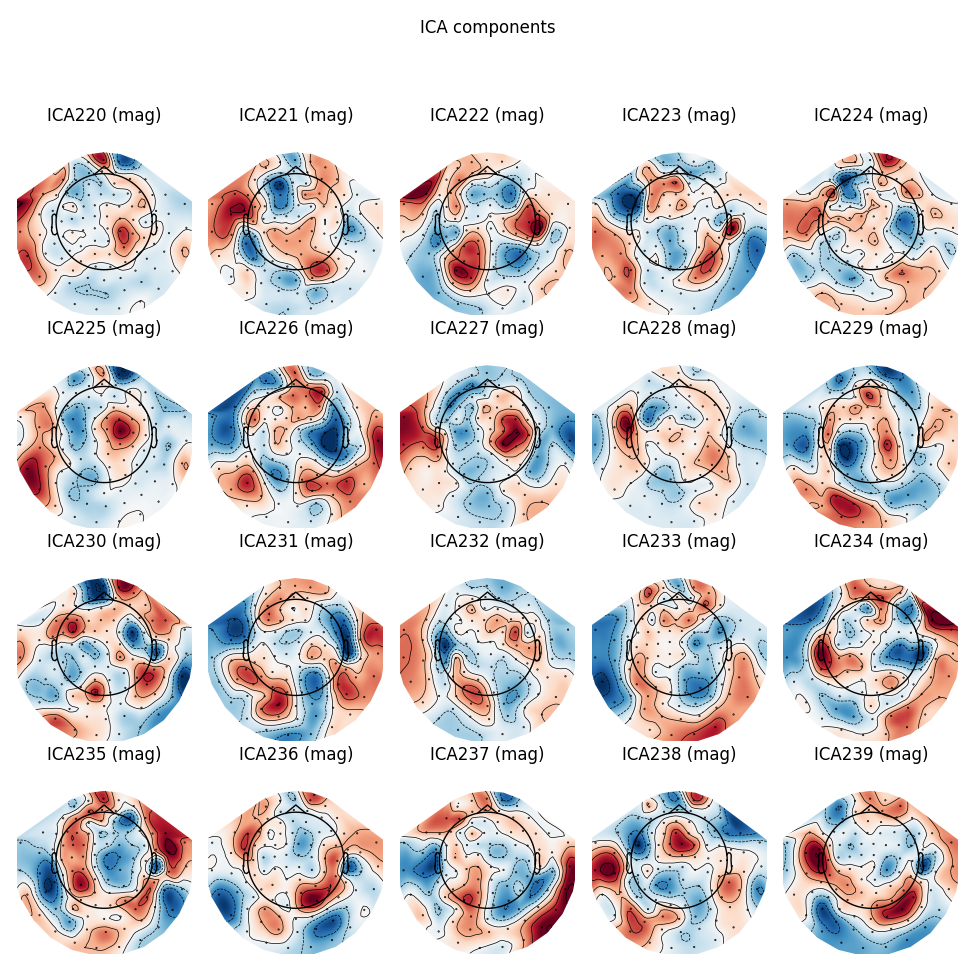 ICA components
ICA220 (mag) ICA221 (mag) ICA222 (mag) ICA223 (mag) ICA224 (mag)
ICA225 (mag) ICA226 (mag) ICA227 (mag) ICA228 (mag) ICA229 (mag)
ICA230 (mag) ICA231 (mag) ICA232 (mag) ICA233 (mag) ICA234 (mag)
ICA235 (mag) ICA236 (mag) ICA237 (mag) ICA238 (mag) ICA239 (mag)